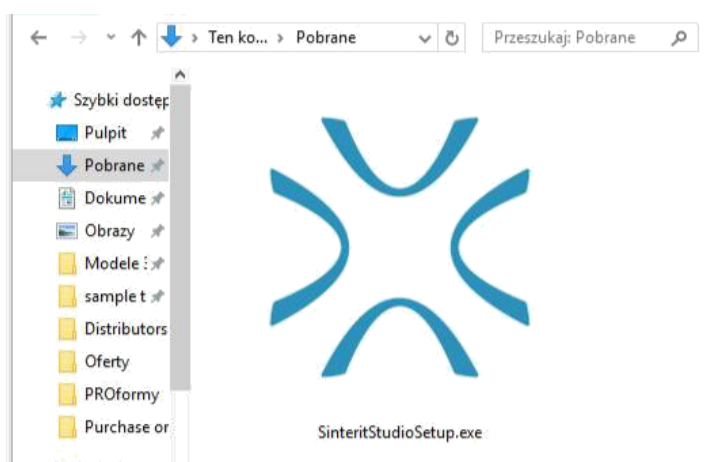 Ten ko... › Pobrane
Przeszukaj: Pobrane
Szybki dostęp
Pulpit
Pobrane
Dokume
Obrazy
Modele 3
sample t
Distributors
Oferty
PROformy
Purchase or
SinteritStudioSetup.exe